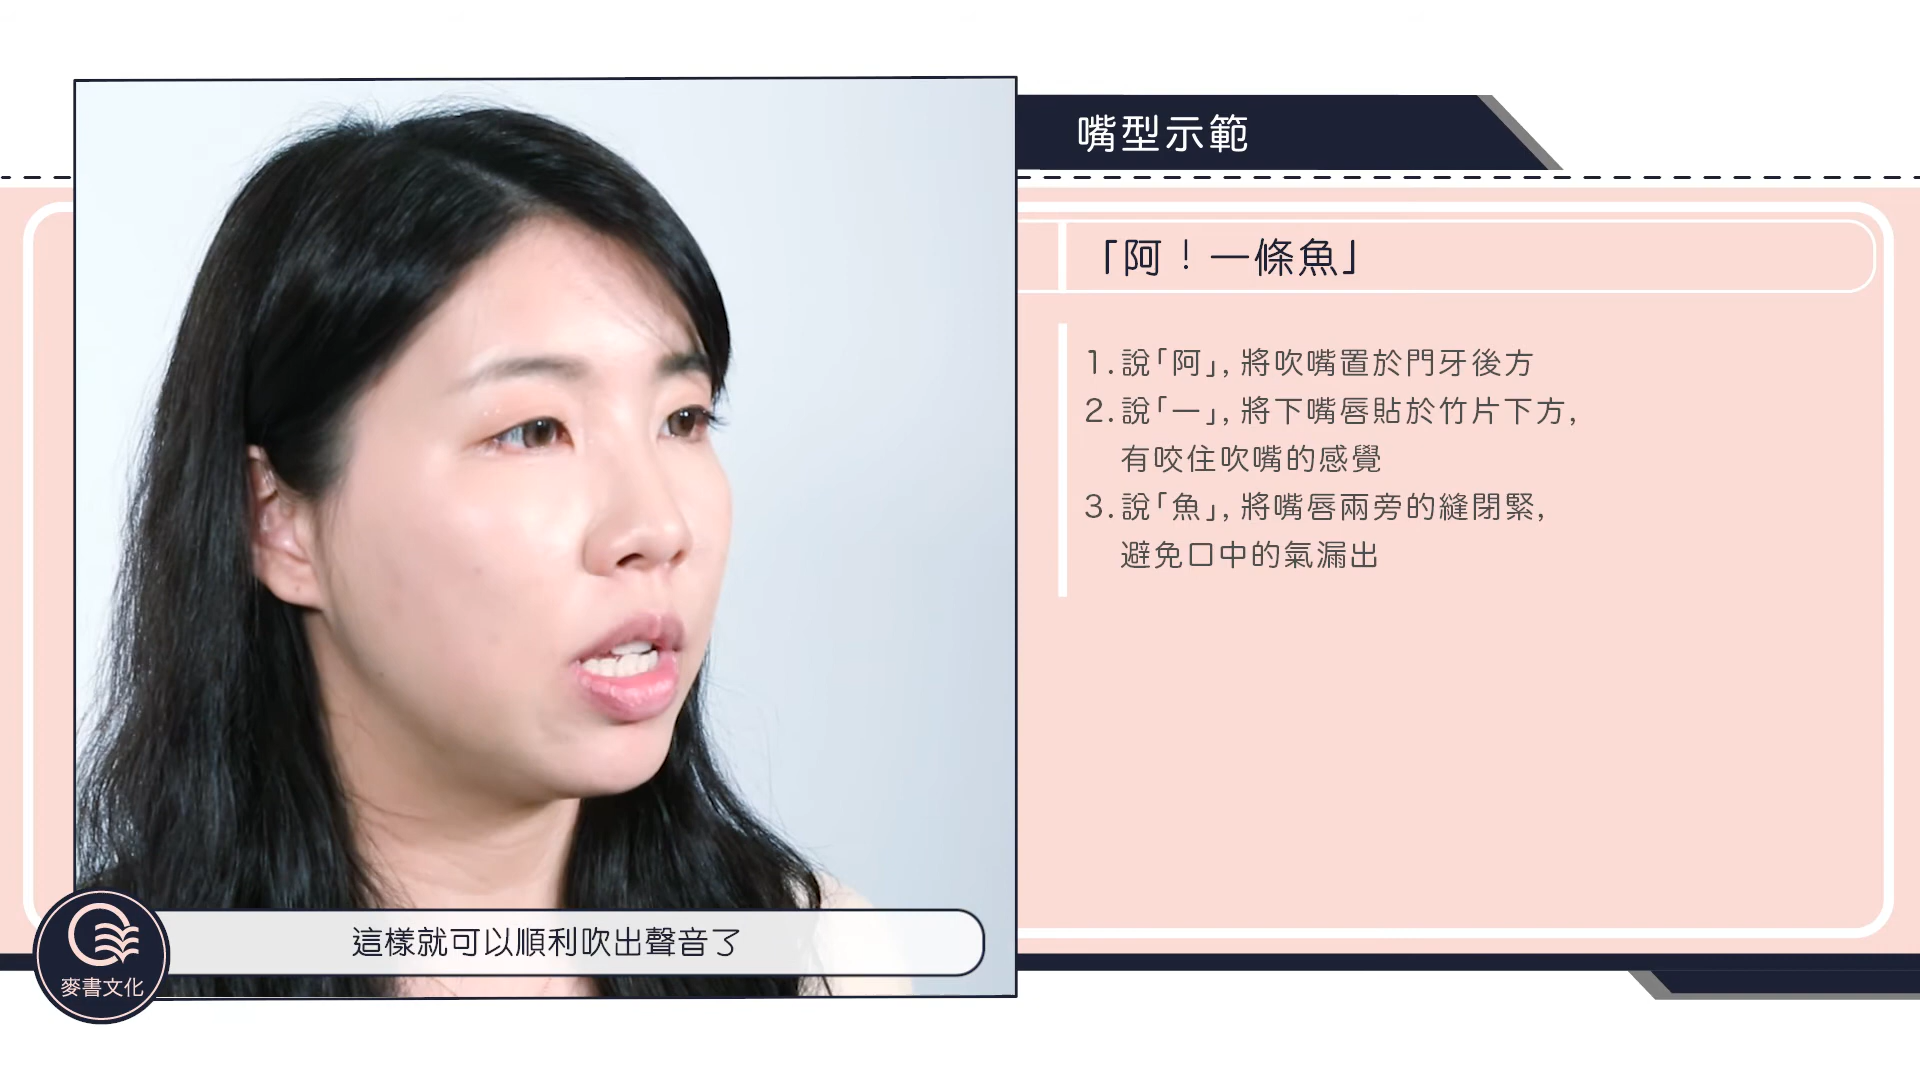 嘴型示範
「阿！一條魚」
1.說「阿」, 將吹嘴置於門牙後方
2.說「一」, 將下嘴唇貼於竹片下方,
有咬住吹嘴的感覺
3.說「魚」, 將嘴唇兩旁的縫閉緊,
避免口中的氣漏出
這樣就可以順利吹出聲音了
麥書文化